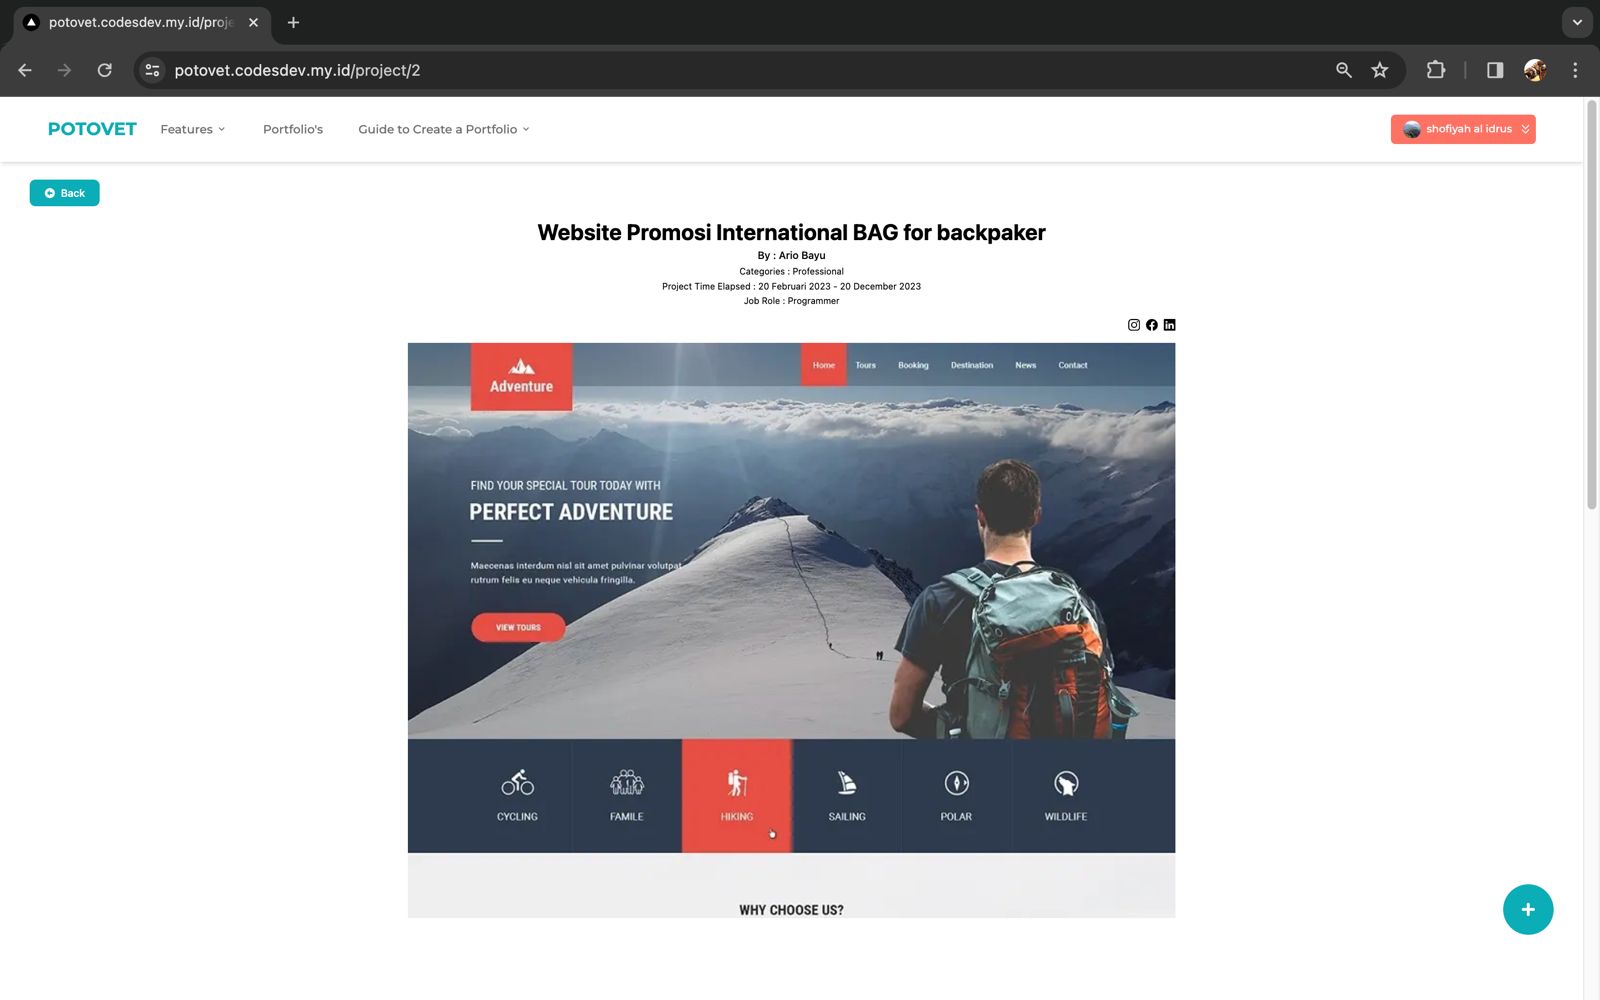 potovet.codesdev.my.id/proje
potovet.codesdev.my.id/project/2
POTOVET
Features
Portfolio's
Guide to Create a Portfolio
shofiyah al idrus
Back
Website Promosi International BAG for backpaker
By : Ario Bayu
Categories : Professional
Project Time Elapsed : 20 Februari 2023 - 20 December 2023
Job Role : Programmer
Adventure
Home
Tours
Booking
Destination
News
Contact
FIND YOUR SPECIAL TOUR TODAY WITH
PERFECT ADVENTURE
Maecenas interdum nisl sit amet pulvinar volutpat,
rutrum felis eu neque vehicula fringilla.
VIEW TOURS
CYCLING
FAMILE
HIKING
SAILING
POLAR
WILDLIFE
WHY CHOOSE US?